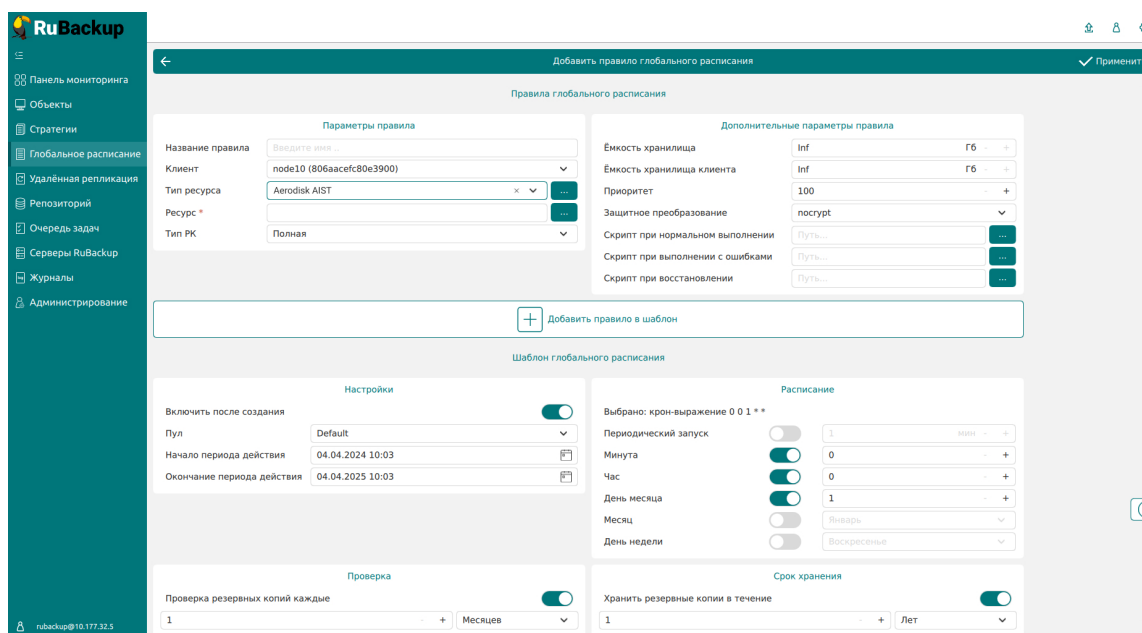 RuBackup
Добавить правило глобального расписания
Применит
Панель мониторинга
Объекты
Стратегии
Глобальное расписание
Удалённая репликация
Репозиторий
Очередь задач
Серверы RuBackup
Журналы
Администрирование
rubackup@10.177.32.5
Правила глобального расписания
Параметры правила
Название правила Введите имя ..
Клиент node10 (806aacefc80e3900)
Тип ресурса Aerodisk AIST ...
Ресурс * ...
Тип РК Полная
Дополнительные параметры правила
Ёмкость хранилища Inf Гб - +
Ёмкость хранилища клиента Inf Гб - +
Приоритет 100 - +
Защитное преобразование nocrypt
Скрипт при нормальном выполнении Путь... ...
Скрипт при выполнении с ошибками Путь... ...
Скрипт при восстановлении Путь... ...
Добавить правило в шаблон
Шаблон глобального расписания
Настройки
Включить после создания
Пул Default
Начало периода действия 04.04.2024 10:03
Окончание периода действия 04.04.2025 10:03
Расписание
Выбрано: крон-выражение 0 0 1 * *
Периодический запуск 1 мин - +
Минута 0 - +
Час 0 - +
День месяца 1 - +
Месяц Январь
День недели Воскресенье
Проверка
Проверка резервных копий каждые
1 - + Месяцев
Срок хранения
Хранить резервные копии в течение
1 - + Лет